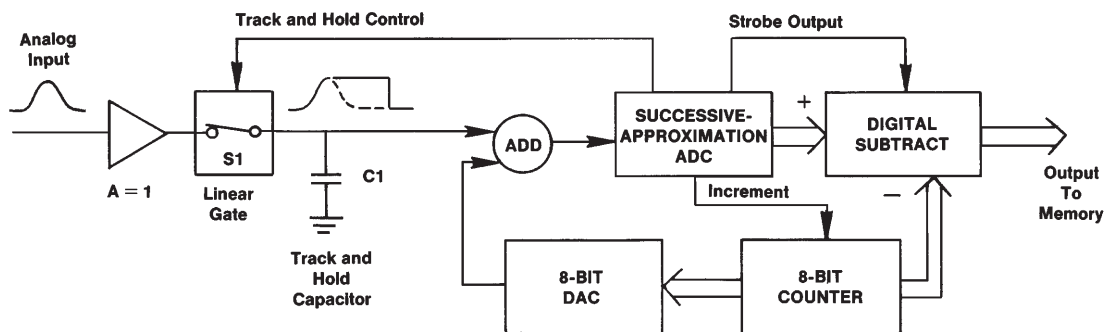 Track and Hold Control
Strobe Output
Analog
Input
A = 1
S1
Linear
Gate
C1
Track and
Hold
Capacitor
ADD
SUCCESSIVE-
APPROXIMATION
ADC
+
DIGITAL
SUBTRACT
Output
To
Memory
Increment
−
8-BIT
DAC
8-BIT
COUNTER